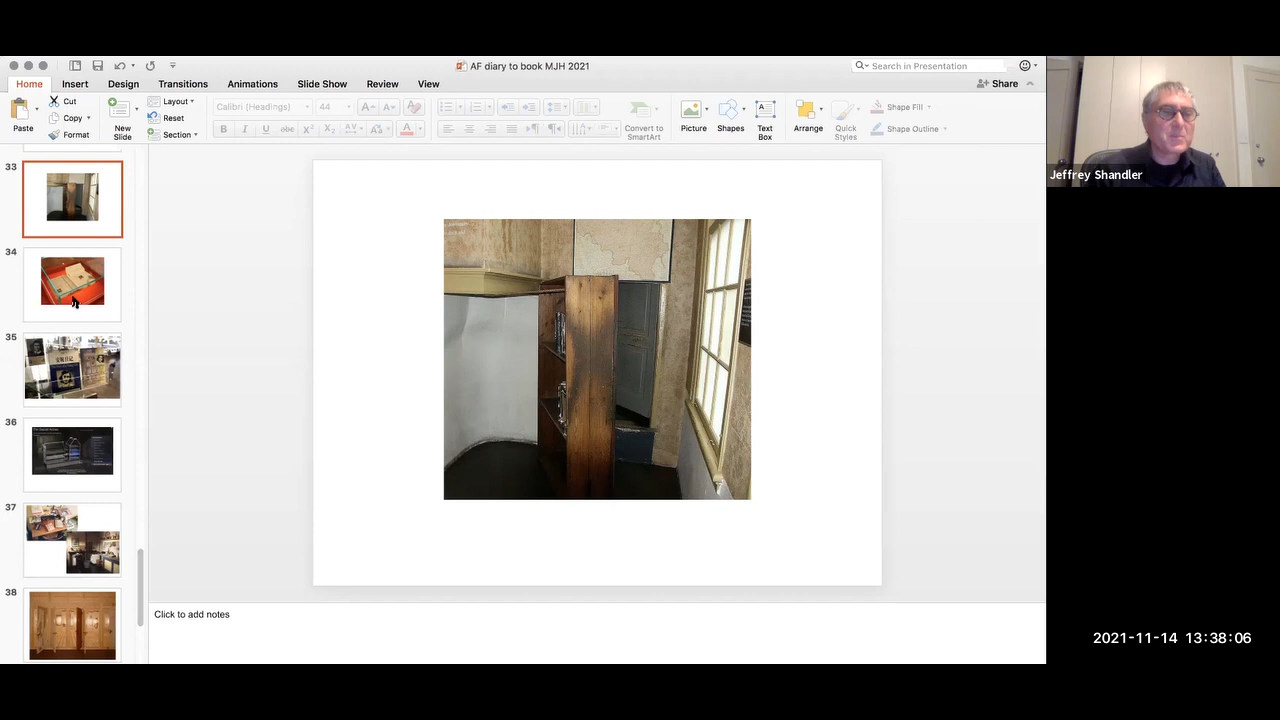 AF diary to book MJH 2021
Search in Presentation
Home Insert Design Transitions Animations Slide Show Review View
Share
Paste
Cut
Copy
Format
New Slide
Layout
Reset
Section
Calibri (Headings) 44
Convert to SmartArt
Picture
Shapes
Text Box
Arrange
Quick Styles
Shape Fill
Shape Outline
33
34
35
36
37
38
Click to add notes
Jeffrey Shandler
2021-11-14 13:38:06